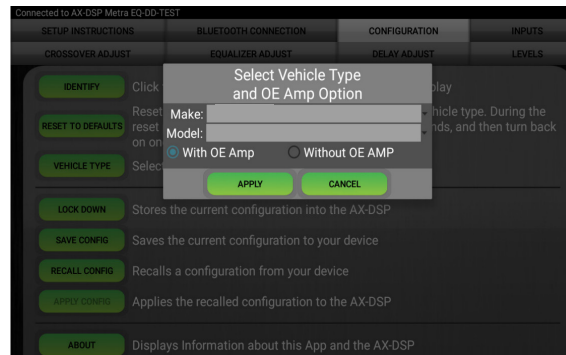 Connected to AX-DSP Metra EQ-DD-TEST
SETUP INSTRUCTIONS BLUETOOTH CONNECTION CONFIGURATION INPUTS
CROSSOVER ADJUST EQUALIZER ADJUST DELAY ADJUST LEVELS
Select Vehicle Type
and OE Amp Option
IDENTIFY Click play
Make:
Reset hicle type. During the
RESET TO DEFAULTS reset nds, and then turn back
Model:
on on
With OE Amp Without OE AMP
VEHICLE TYPE Select
APPLY CANCEL
LOCK DOWN Stores the current configuration into the AX-DSP
SAVE CONFIG Saves the current configuration to your device
RECALL CONFIG Recalls a configuration from your device
APPLY CONFIG Applies the recalled configuration to the AX-DSP
ABOUT Displays Information about this App and the AX-DSP